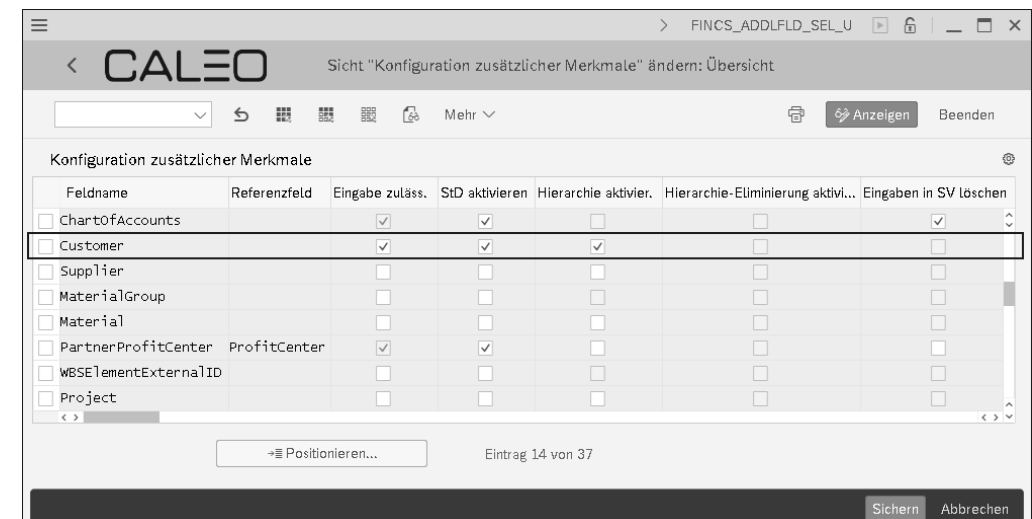 FINCS_ADDLFLD_SEL_U
CALEO Sicht "Konfiguration zusätzlicher Merkmale" ändern: Übersicht
Mehr Anzeigen Beenden
Konfiguration zusätzlicher Merkmale
Feldname Referenzfeld Eingabe zuläss. StD aktivieren Hierarchie aktivier. Hierarchie-Eliminierung aktivi... Eingaben in SV löschen
ChartOfAccounts
Customer
Supplier
MaterialGroup
Material
PartnerProfitCenter ProfitCenter
WBSElementExternalID
Project
Positionieren... Eintrag 14 von 37
Sichern Abbrechen